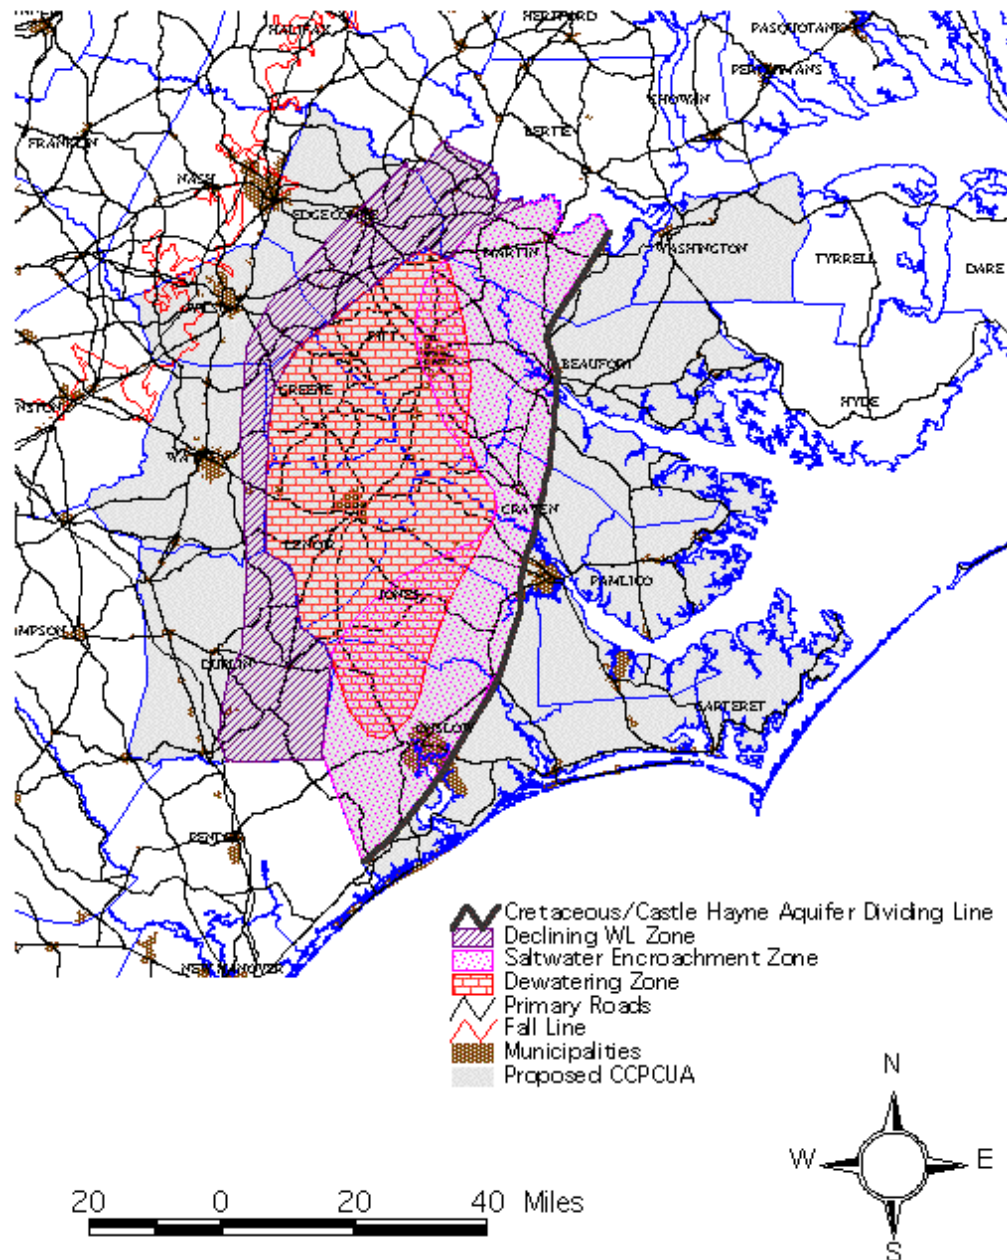 HERTFORD
HALIFAX
PASQUOTANK
PERQUIMANS
CHOWAN
BERTIE
FRANKLIN
NASH
EDGECOMBE
MARTIN
WASHINGTON
TYRRELL
DARE
PITT
BEAUFORT
GREENE
HYDE
CRAVEN
LENOIR
PAMLICO
JONES
DUPLIN
CARTERET
ONSLOW
PENDER
NEW HANOVER
Cretaceous/Castle Hayne Aquifer Dividing Line
Declining WL Zone
Saltwater Encroachment Zone
Dewatering Zone
Primary Roads
Fall Line
Municipalities
Proposed CCPCUA
N
W
E
S
20 0 20 40 Miles